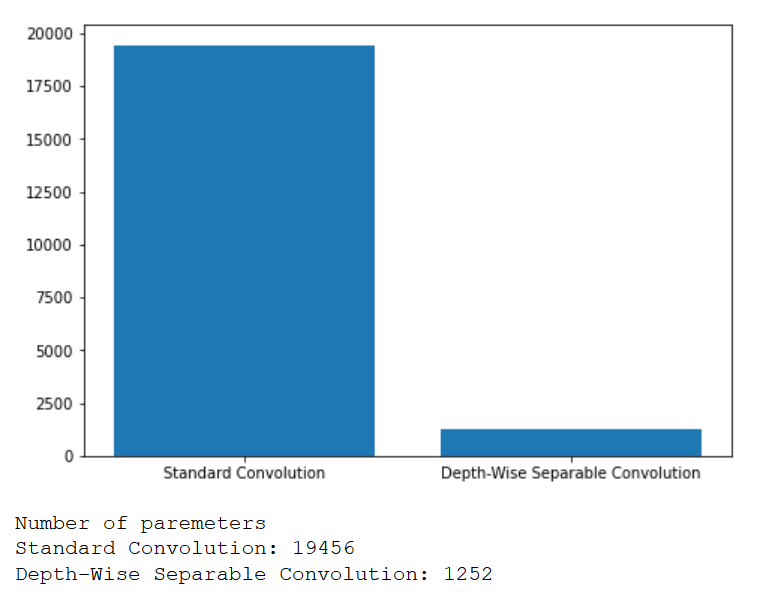 20000
17500
15000
12500
10000
7500
5000
2500
0
Standard Convolution Depth-Wise Separable Convolution
Number of paremeters
Standard Convolution: 19456
Depth-Wise Separable Convolution: 1252